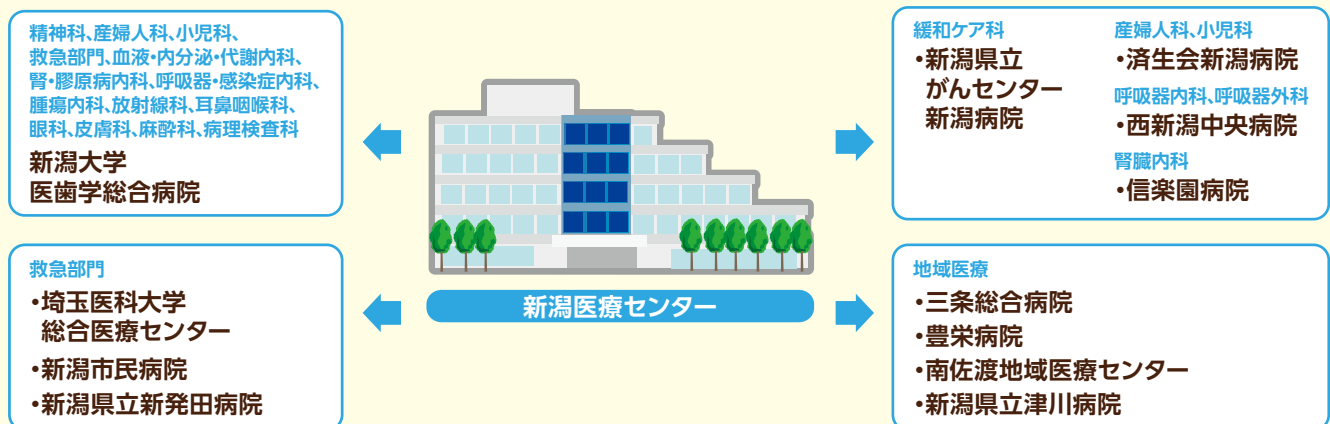 精神科、産婦人科、小児科、
救急部門、血液・内分泌・代謝内科、
腎・膠原病内科、呼吸器・感染症内科、
腫瘍内科、放射線科、耳鼻咽喉科、
眼科、皮膚科、麻酔科、病理検査科
新潟大学
医歯学総合病院
救急部門
・埼玉医科大学
総合医療センター
・新潟市民病院
・新潟県立新発田病院
新潟医療センター
緩和ケア科
・新潟県立
がんセンター
新潟病院
産婦人科、小児科
・済生会新潟病院
呼吸器内科、呼吸器外科
・西新潟中央病院
腎臓内科
・信楽園病院
地域医療
・三条総合病院
・豊栄病院
・南佐渡地域医療センター
・新潟県立津川病院